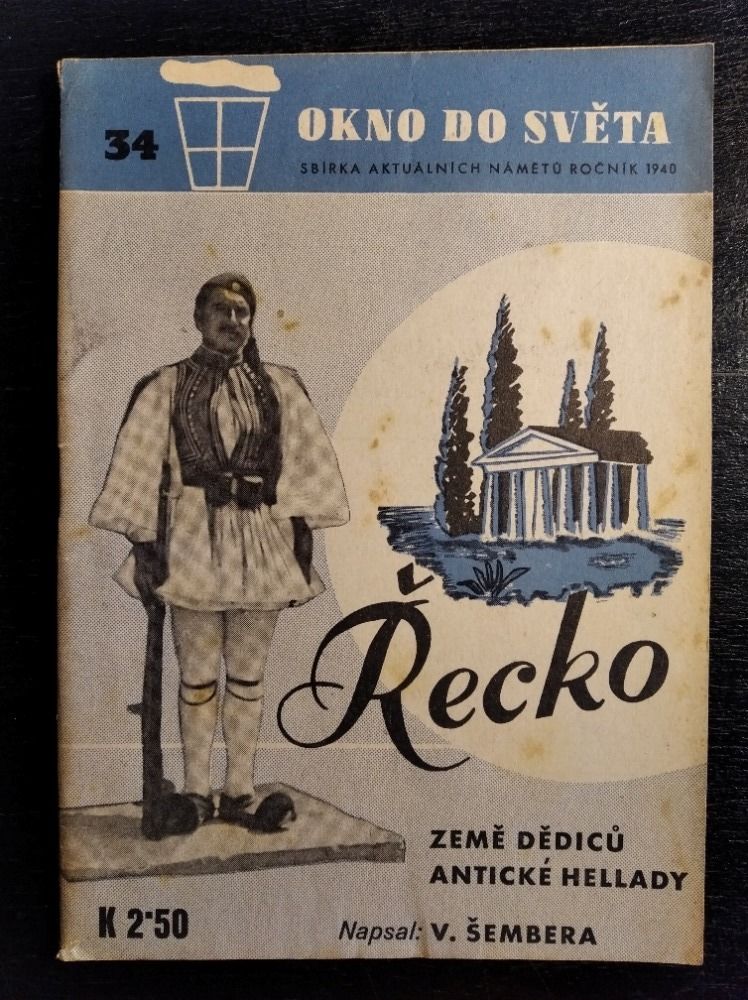 34
OKNO DO SVĚTA
SBÍRKA AKTUÁLNÍCH NÁMĚTŮ ROČNÍK 1940
Řecko
ZEMĚ DĚDICŮ
ANTICKÉ HELLADY
K 2·50
Napsal: V. ŠEMBERA